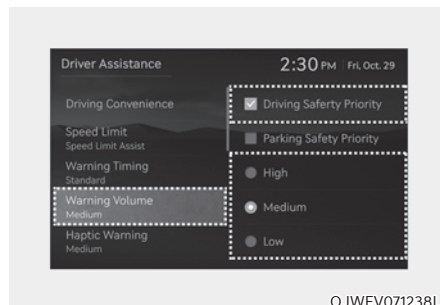 Driver Assistance
2:30 PM Fri, Oct. 29
Driving Convenience
Speed Limit
Speed Limit Assist
Warning Timing
Standard
Warning Volume
Medium
Haptic Warning
Medium
Driving Saferty Priority
Parking Safety Priority
High
Medium
Low
OJWEV071238L